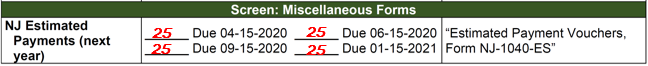 Screen: Miscellaneous Forms
NJ Estimated Payments (next year)
25 Due 04-15-2020 25 Due 06-15-2020
25 Due 09-15-2020 25 Due 01-15-2021
“Estimated Payment Vouchers,
Form NJ-1040-ES”